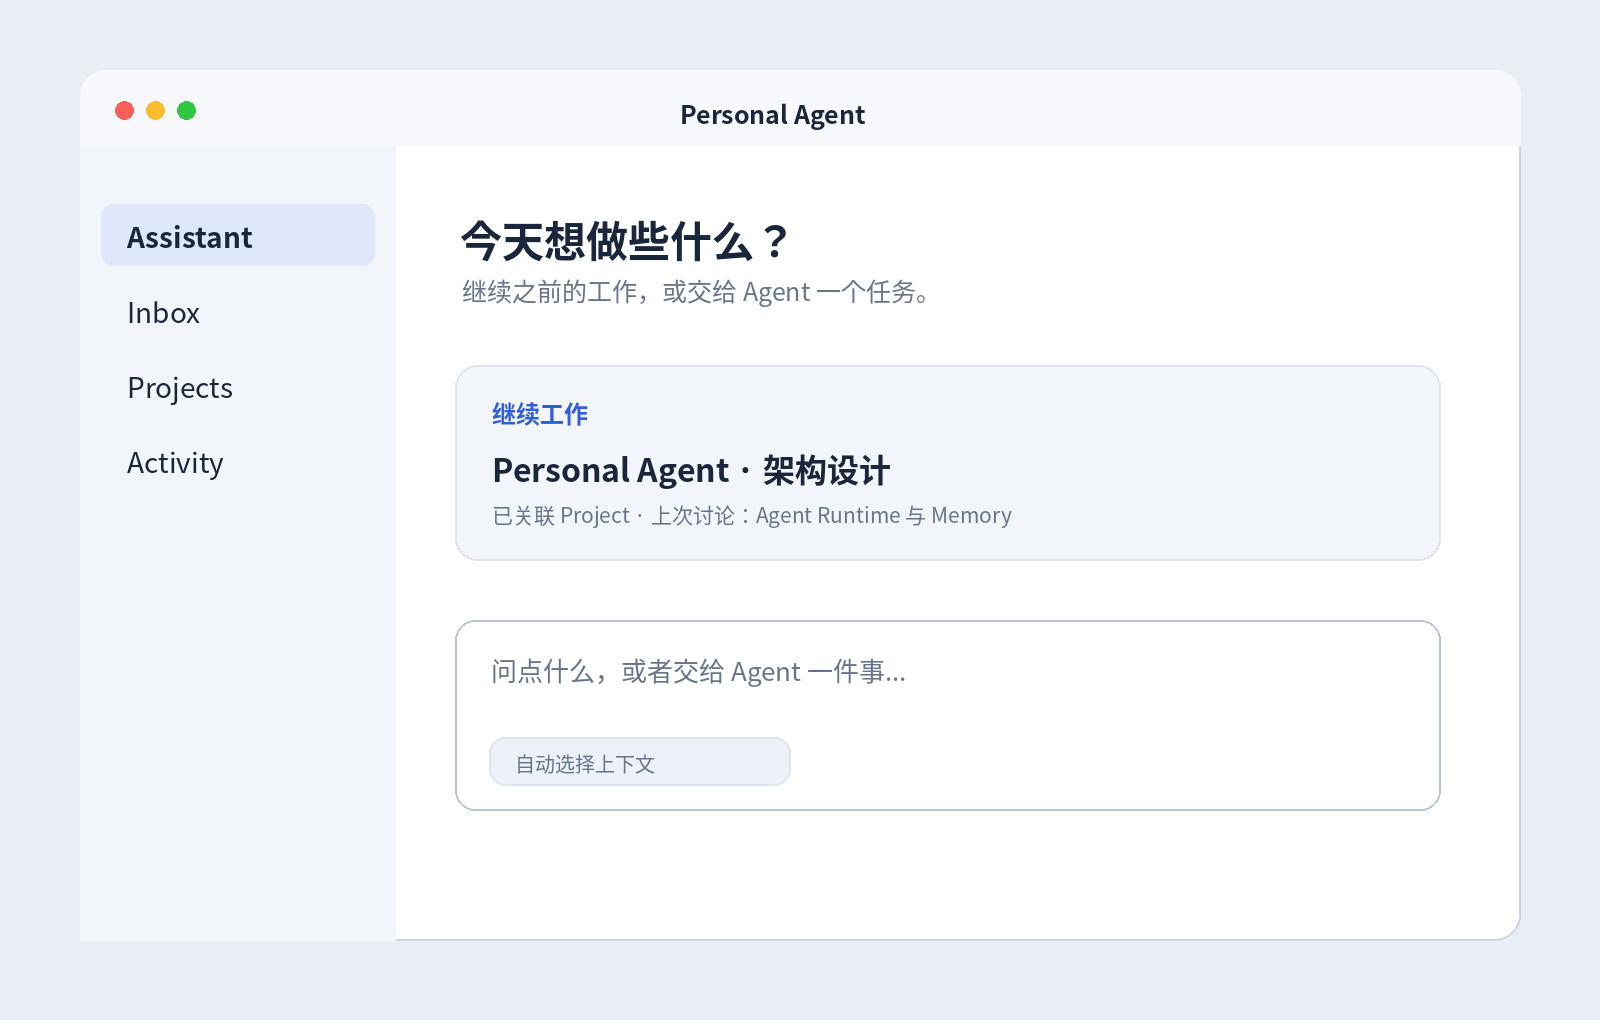 Personal Agent
Assistant
Inbox
Projects
Activity
今天想做些什么？
继续之前的工作，或交给 Agent 一个任务。
继续工作
Personal Agent · 架构设计
已关联 Project · 上次讨论：Agent Runtime 与 Memory
问点什么，或者交给 Agent 一件事...
自动选择上下文